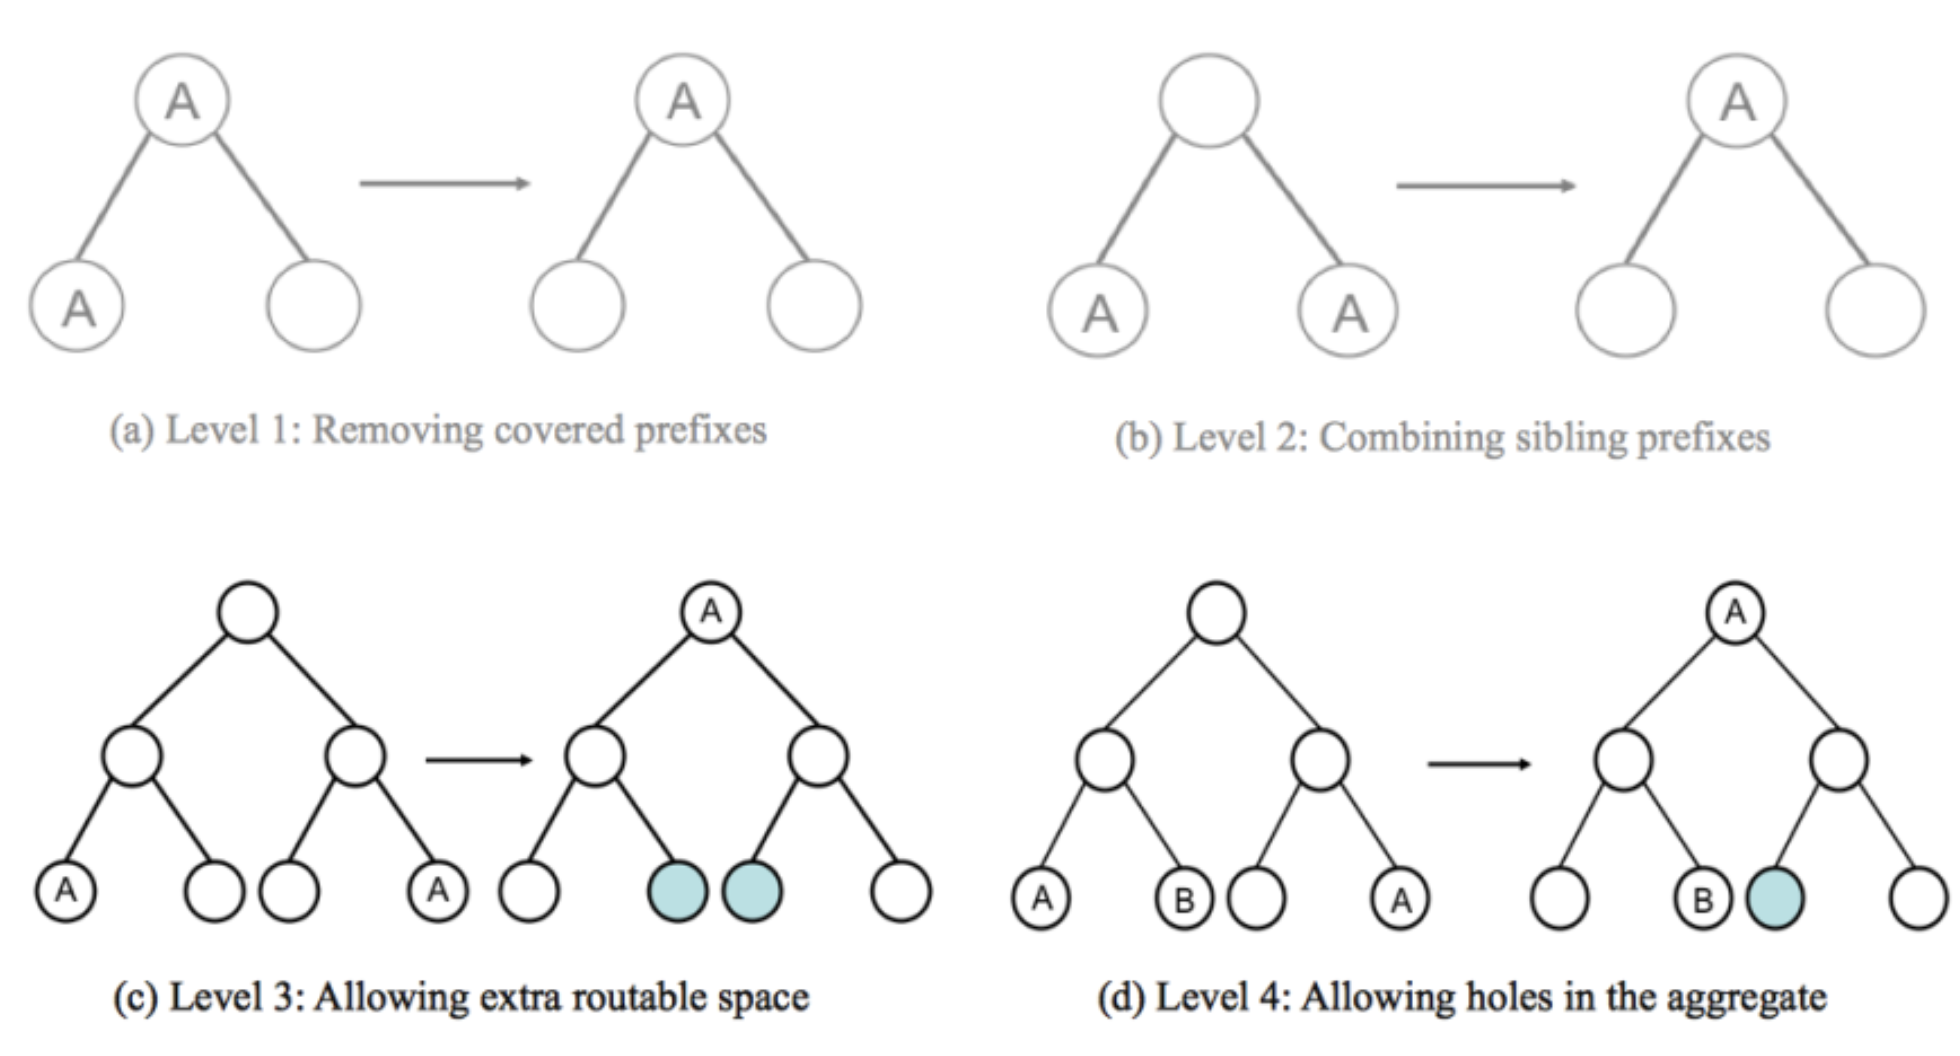 A
A
A
A
A
A
(a) Level 1: Removing covered prefixes
(b) Level 2: Combining sibling prefixes
A
A
A
A
A
B
A
B
(c) Level 3: Allowing extra routable space
(d) Level 4: Allowing holes in the aggregate